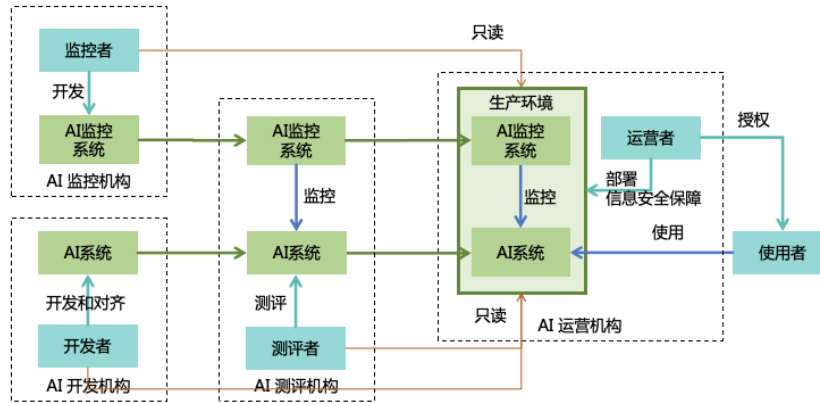 监控者
只读
开发
生产环境
AI监控
系统
AI监控
系统
AI监控
系统
运营者
授权
AI 监控机构
监控
监控
部署
信息安全保障
AI系统
AI系统
AI系统
使用
使用者
开发和对齐
测评
只读
AI 运营机构
开发者
测评者
AI 开发机构
AI 测评机构